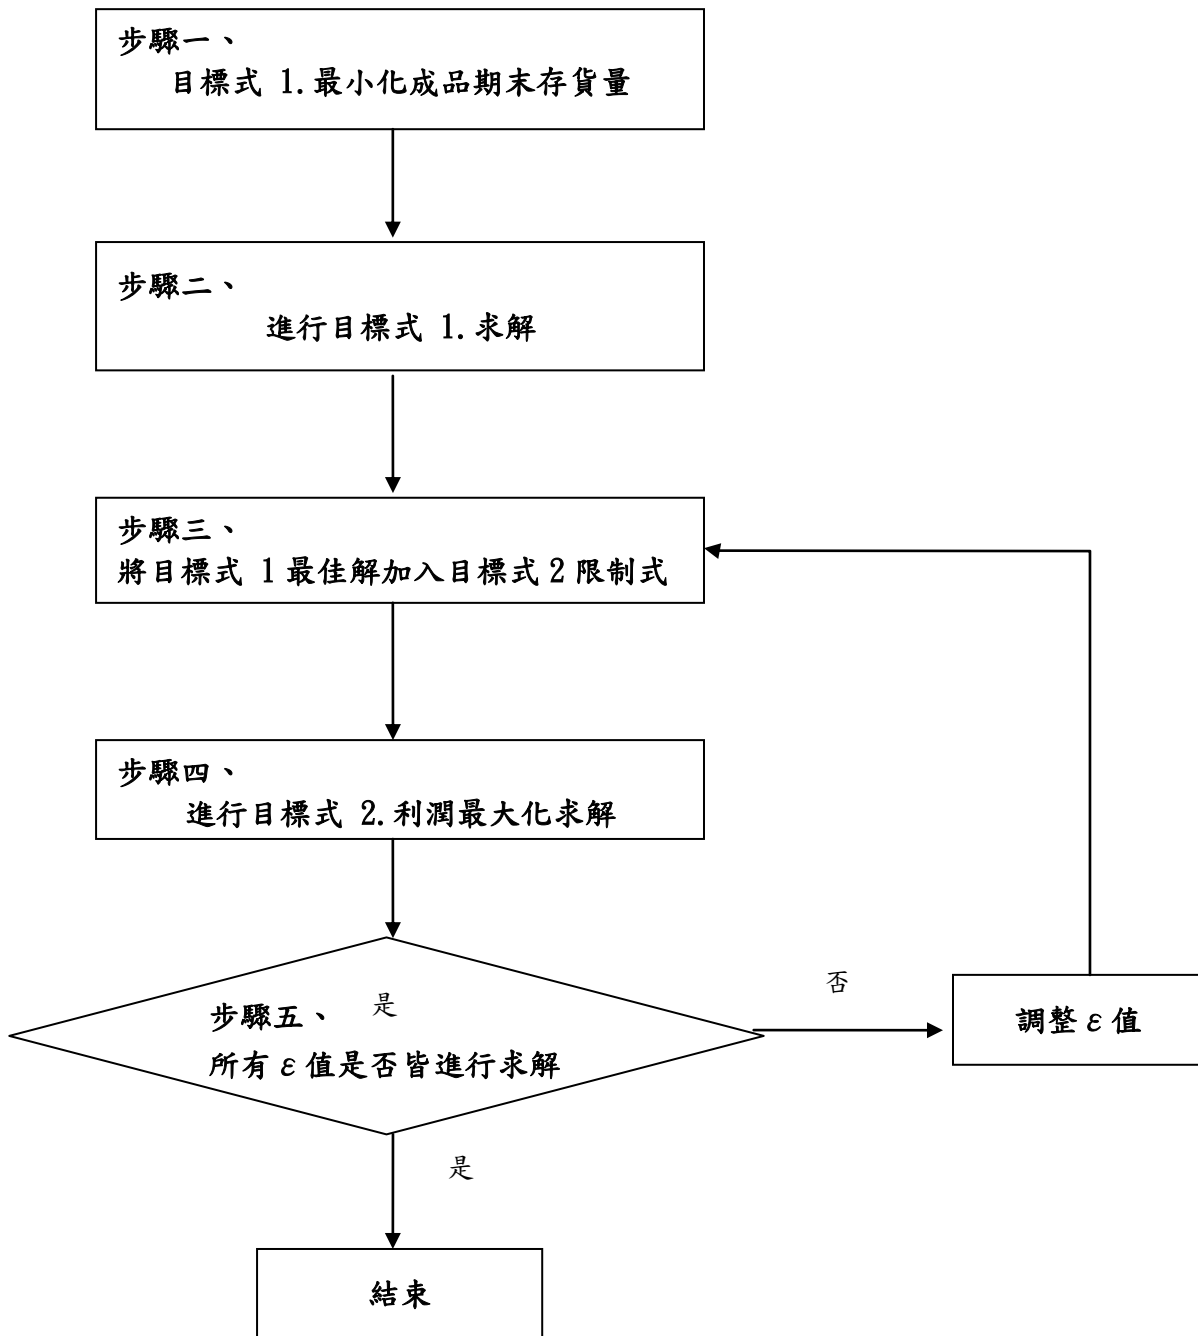 步驟一、
目標式 1.最小化成品期末存貨量
步驟二、
進行目標式 1.求解
步驟三、
將目標式 1最佳解加入目標式2限制式
步驟四、
進行目標式 2.利潤最大化求解
步驟五、 是
所有ε值是否皆進行求解
否
調整ε值
是
結束